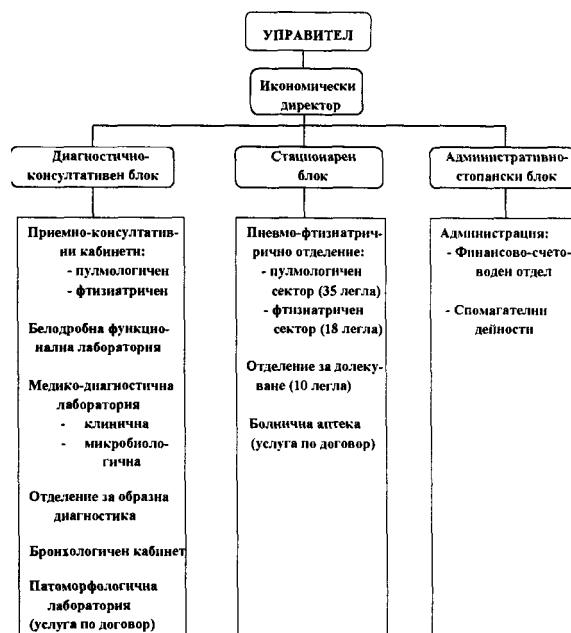 УПРАВИТЕЛ
Икономически
директор
Диагностично-
консултативен блок
Стационарен
блок
Административно-
стопански блок
Приемно-консултатив-
ни кабинети:
- пулмологичен
- фтизиатричен
Белодробна функцио-
нална лаборатория
Медико-диагностична
лаборатория
- клинична
- микробиоло-
гична
Отделение за образна
диагностика
Бронхологичен кабинет
Патоморфологична
лаборатория
(услуга по договор)
Пневмо-фтизиатрич-
рично отделение:
- пулмологичен
сектор (35 легла)
- фтизиатричен
сектор (18 легла)
Отделение за долеку-
ване (10 легла)
Болнична аптека
(услуга по договор)
Администрация:
- Финансово-счето-
воден отдел
- Спомагателни
дейности